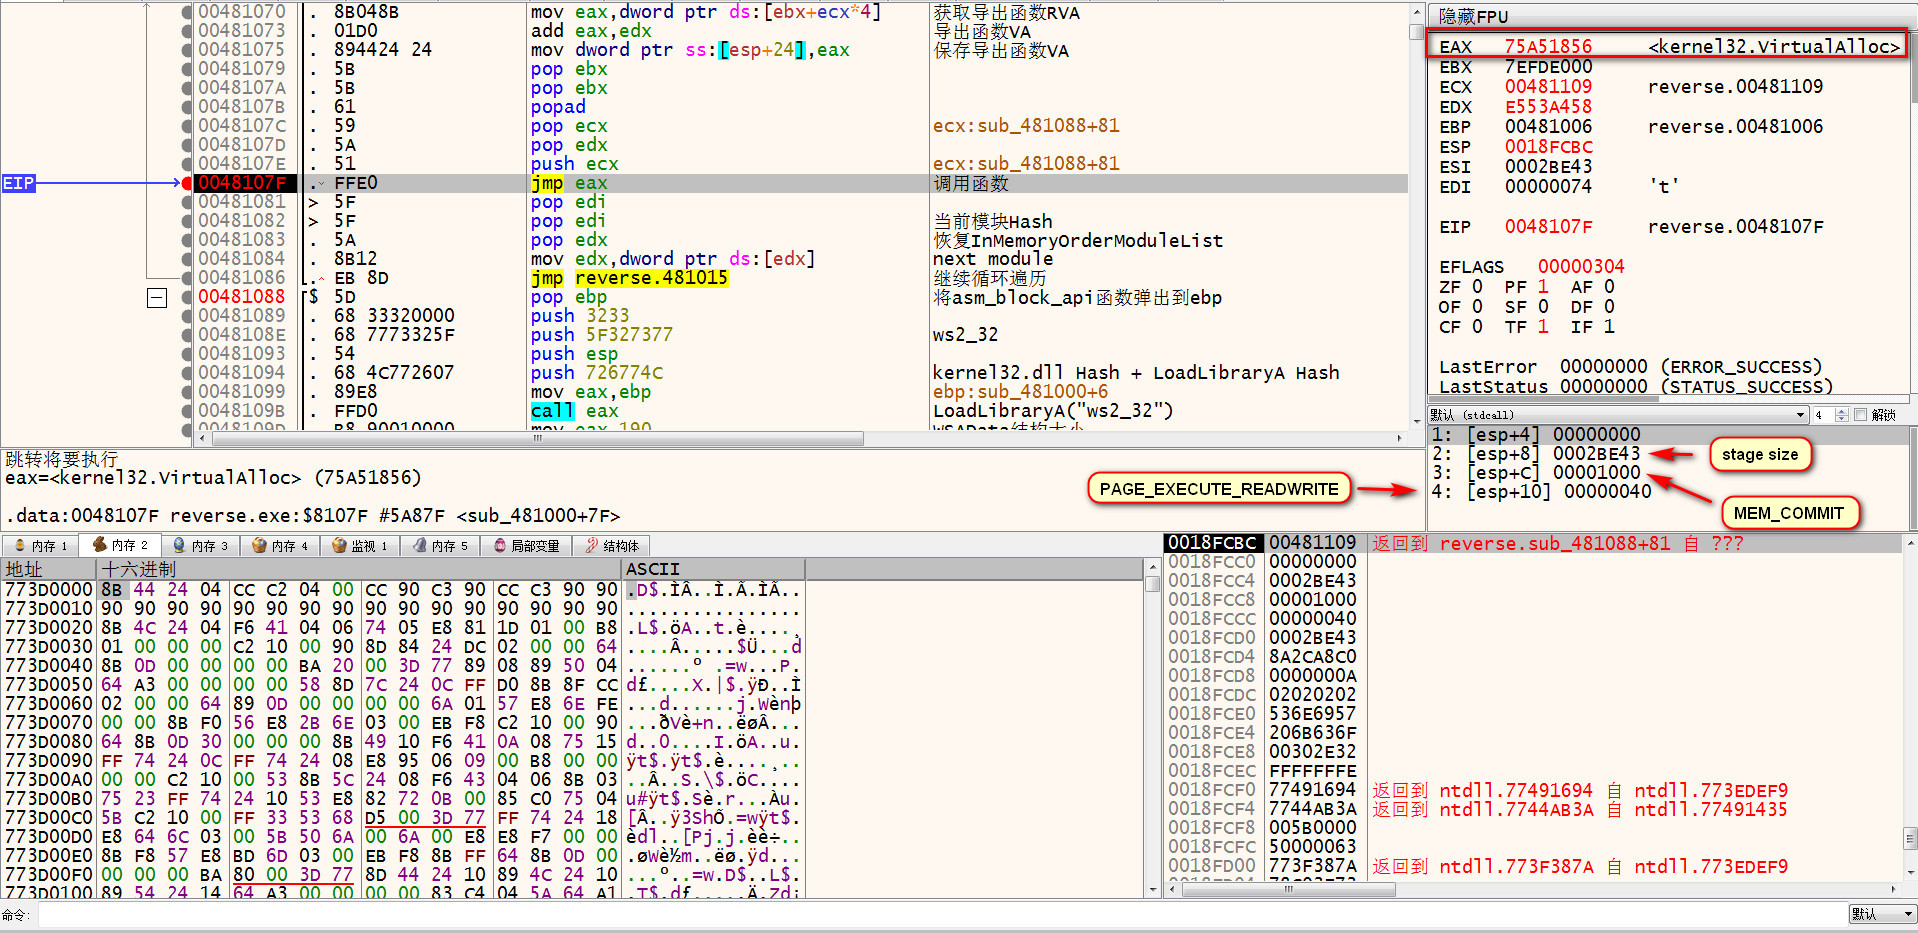 00481070 . 8B048B mov eax,dword ptr ds:[ebx+ecx*4] 获取导出函数RVA
00481073 . 01D0 add eax,edx 导出函数VA
00481075 . 894424 24 mov dword ptr ss:[esp+24],eax 保存导出函数VA
00481079 . 5B pop ebx
0048107A . 5B pop ebx
0048107B . 61 popad
0048107C . 59 pop ecx ecx:sub_481088+81
0048107D . 5A pop edx
0048107E . 51 push ecx ecx:sub_481088+81
EIP 0048107F . FFE0 jmp eax 调用函数
00481081 > 5F pop edi
00481082 > 5F pop edi 当前模块Hash
00481083 . 5A pop edx 恢复InMemoryOrderModuleList
00481084 . 8B12 mov edx,dword ptr ds:[edx] next module
00481086 . EB 8D jmp reverse.481015 继续循环遍历
00481088 $ 5D pop ebp 将asm_block_api函数弹出到ebp
00481089 . 68 33320000 push 3233
0048108E . 68 7773325F push 5F327377 ws2_32
00481093 . 54 push esp
00481094 . 68 4C772607 push 726774C kernel32.dll Hash + LoadLibraryA Hash
00481099 . 89E8 mov eax,ebp ebp:sub_481000+6
0048109B . FFD0 call eax LoadLibraryA("ws2_32")
0048109D . B8 90010000 mov eax,190 WSAData结构大小
隐藏FPU
EAX 75A51856 <kernel32.VirtualAlloc>
EBX 7EFDE000
ECX 00481109 reverse.00481109
EDX E553A458
EBP 00481006 reverse.00481006
ESP 0018FCBC
ESI 0002BE43
EDI 00000074 't'
EIP 0048107F reverse.0048107F
EFLAGS 00000304
ZF 0 PF 1 AF 0
OF 0 SF 0 DF 0
CF 0 TF 1 IF 1
LastError 00000000 (ERROR_SUCCESS)
LastStatus 00000000 (STATUS_SUCCESS)
默认 (stdcall) 4 解锁
1: [esp+4] 00000000
2: [esp+8] 0002BE43
3: [esp+C] 00001000
4: [esp+10] 00000040
stage size
PAGE_EXECUTE_READWRITE
MEM_COMMIT
跳转将要执行
eax=<kernel32.VirtualAlloc> (75A51856)
.data:0048107F reverse.exe:$8107F #5A87F <sub_481000+7F>
内存 1 内存 2 内存 3 内存 4 监视 1 内存 5 局部变量 结构体
地址 十六进制 ASCII
773D0000 8B 44 24 04 CC C2 04 00 CC 90 C3 90 CC C3 90 90 .D$.ÌÂ..Ì.Ã.ÌÃ..
773D0010 90 90 90 90 90 90 90 90 90 90 90 90 90 90 90 90 ................
773D0020 8B 4C 24 04 F6 41 04 06 74 05 E8 81 1D 01 00 B8 .L$.öA..t.è....¸
773D0030 01 00 00 00 C2 10 00 90 8D 84 24 DC 02 00 00 64 ....Â.....$Ü...d
773D0040 8B 0D 00 00 00 00 BA 20 00 3D 77 89 08 89 50 04 ......º .=w...P.
773D0050 64 A3 00 00 00 00 58 8D 7C 24 0C FF D0 8B 8F CC d£....X.|$.ÿÐ..Ì
773D0060 02 00 00 64 89 0D 00 00 00 00 6A 01 57 E8 6E FE ...d......j.Wènþ
773D0070 00 00 8B F0 56 E8 2B 6E 03 00 EB F8 C2 10 00 90 ...ðVè+n..ëøÂ...
773D0080 64 8B 0D 30 00 00 00 8B 49 10 F6 41 0A 08 75 15 d..0....I.öA..u.
773D0090 FF 74 24 0C FF 74 24 08 E8 95 06 09 00 B8 00 00 ÿt$.ÿt$.è....¸..
773D00A0 00 00 C2 10 00 53 8B 5C 24 08 F6 43 04 06 8B 03 ..Â..S.\$.öC....
773D00B0 75 23 FF 74 24 10 53 E8 82 72 0B 00 85 C0 75 04 u#ÿt$.Sè.r...Àu.
773D00C0 5B C2 10 00 FF 33 53 68 D5 00 3D 77 FF 74 24 18 [Â..ÿ3ShÕ.=wÿt$.
773D00D0 E8 64 6C 03 00 5B 50 6A 00 6A 00 E8 E8 F7 00 00 èdl..[Pj.j.èè÷..
773D00E0 8B F8 57 E8 BD 6D 03 00 EB F8 8B FF 64 8B 0D 00 .øWè½m..ëø.ÿd...
773D00F0 00 00 00 BA 80 00 3D 77 8D 44 24 10 89 4C 24 10 ...º..=w.D$..L$.
773D0100 89 54 24 14 64 A3 00 00 00 00 83 C4 04 5A 64 A1 .T$.d£.....Ä.Zd¡
0018FCBC 00481109 返回到 reverse.sub_481088+81 自 ???
0018FCC0 00000000
0018FCC4 0002BE43
0018FCC8 00001000
0018FCCC 00000040
0018FCD0 0002BE43
0018FCD4 8A2CA8C0
0018FCD8 0000000A
0018FCDC 02020202
0018FCE0 536E6957
0018FCE4 206B636F
0018FCE8 00302E32
0018FCEC FFFFFFFE
0018FCF0 77491694 返回到 ntdll.77491694 自 ntdll.773EDEF9
0018FCF4 7744AB3A 返回到 ntdll.7744AB3A 自 ntdll.77491435
0018FCF8 005B0000
0018FCFC 50000063
0018FD00 773F387A 返回到 ntdll.773F387A 自 ntdll.773EDEF9
命令: 默认